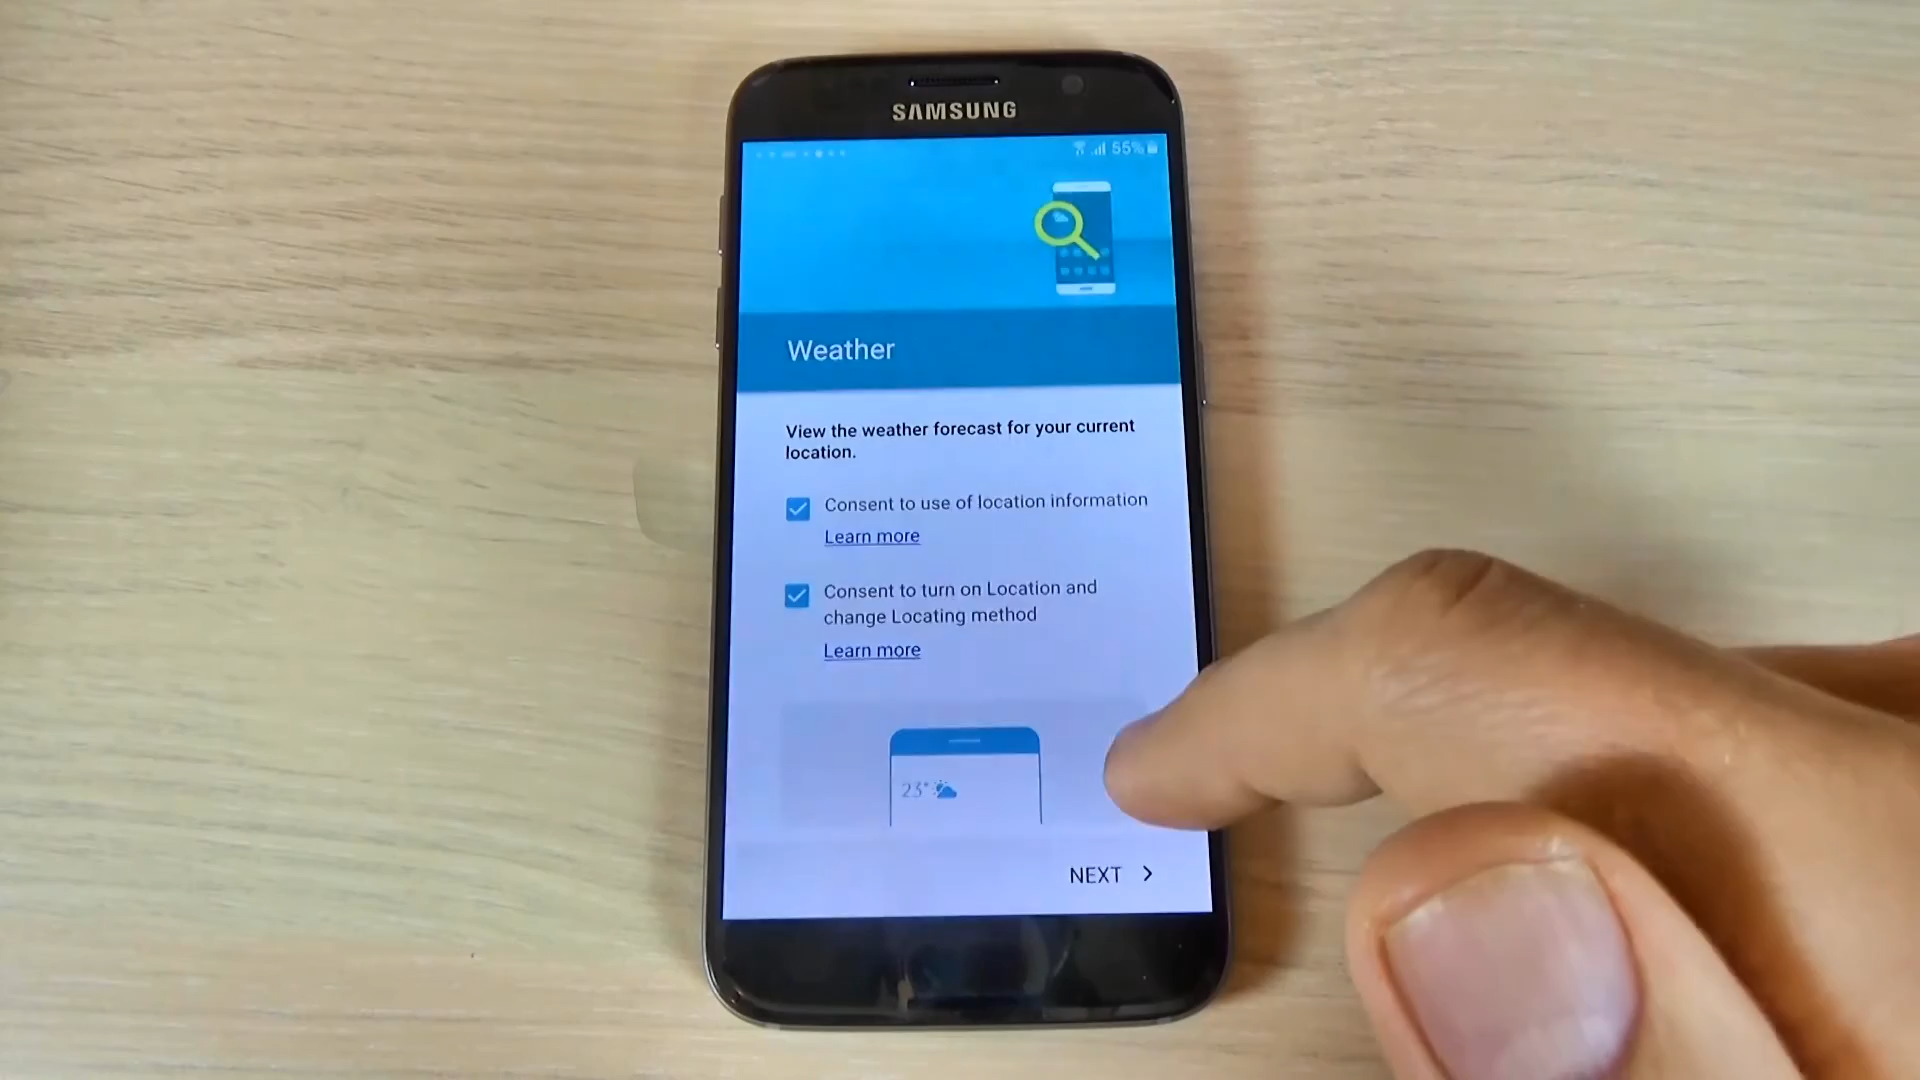 SAMSUNG
55%
Weather
View the weather forecast for your current
location.
Consent to use of location information
Learn more
Consent to turn on Location and
change Locating method
Learn more
23°
NEXT >